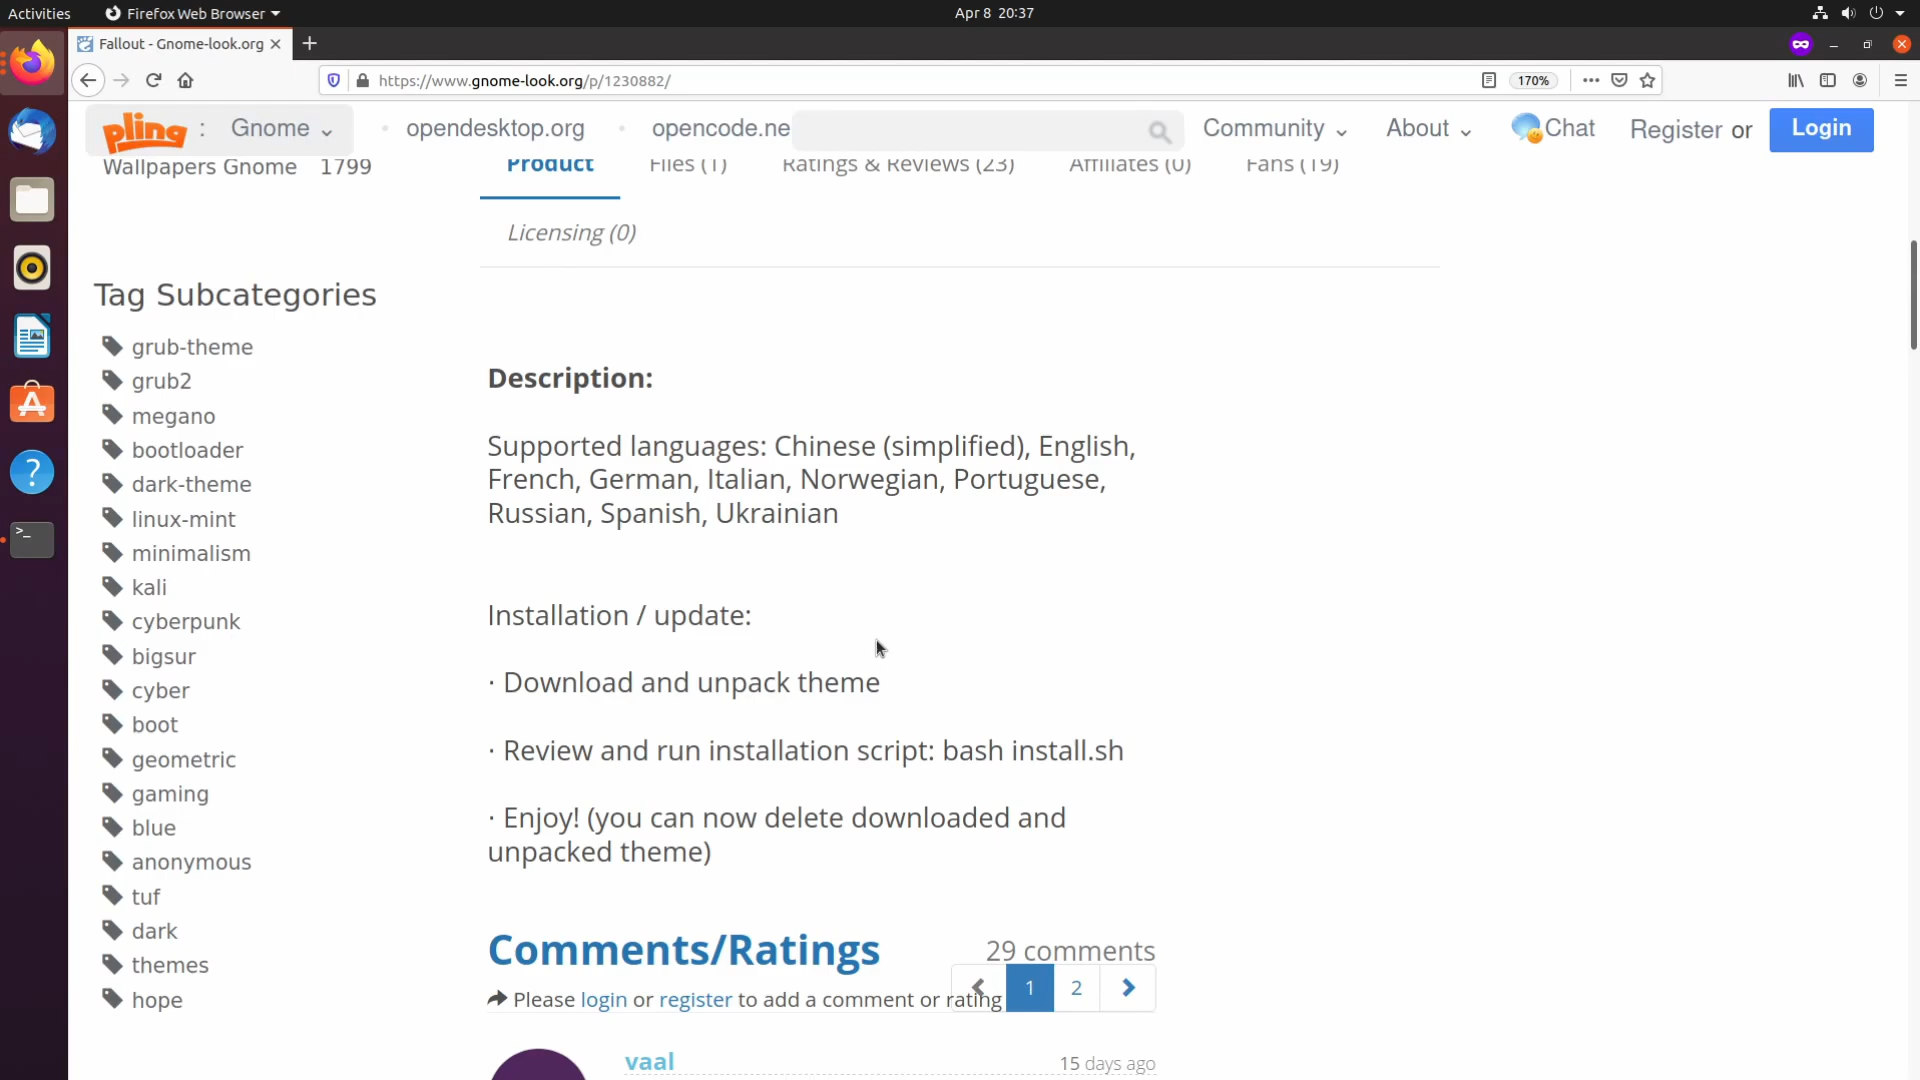 Activities
Firefox Web Browser
Apr 8 20:37
Fallout - Gnome-look.org
https://www.gnome-look.org/p/1230882/
170%
pling : Gnome
opendesktop.org
opencode.ne
Community
About
Chat
Register or
Login
Wallpapers Gnome 1799
Product
Files (1)
Ratings & Reviews (23)
Affiliates (0)
Fans (19)
Licensing (0)
Tag Subcategories
grub-theme
grub2
megano
bootloader
dark-theme
linux-mint
minimalism
kali
cyberpunk
bigsur
cyber
boot
geometric
gaming
blue
anonymous
tuf
dark
themes
hope
Description:
Supported languages: Chinese (simplified), English,
French, German, Italian, Norwegian, Portuguese,
Russian, Spanish, Ukrainian
Installation / update:
· Download and unpack theme
· Review and run installation script: bash install.sh
· Enjoy! (you can now delete downloaded and
unpacked theme)
Comments/Ratings
29 comments
1 2
Please login or register to add a comment or rating
vaal
15 days ago